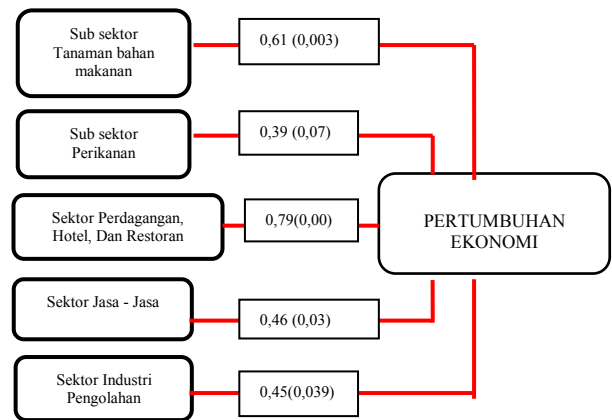 Sub sektor
Tanaman bahan
makanan
0,61 (0,003)
Sub sektor
Perikanan
0,39 (0,07)
Sektor Perdagangan,
Hotel, Dan Restoran
0,79(0,00)
PERTUMBUHAN
EKONOMI
Sektor Jasa - Jasa
0,46 (0,03)
Sektor Industri
Pengolahan
0,45(0,039)